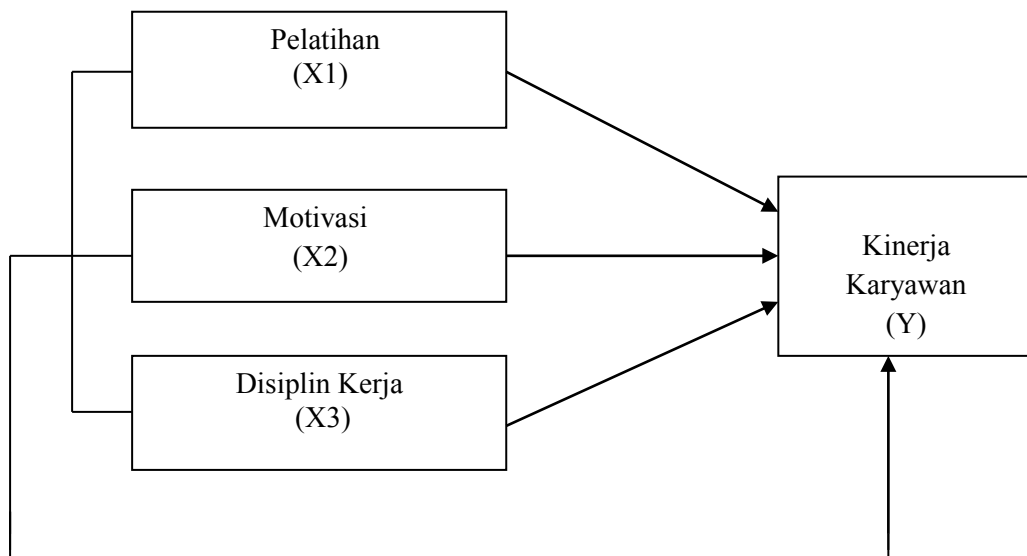 Pelatihan
(X1)
Motivasi
(X2)
Disiplin Kerja
(X3)
Kinerja
Karyawan
(Y)